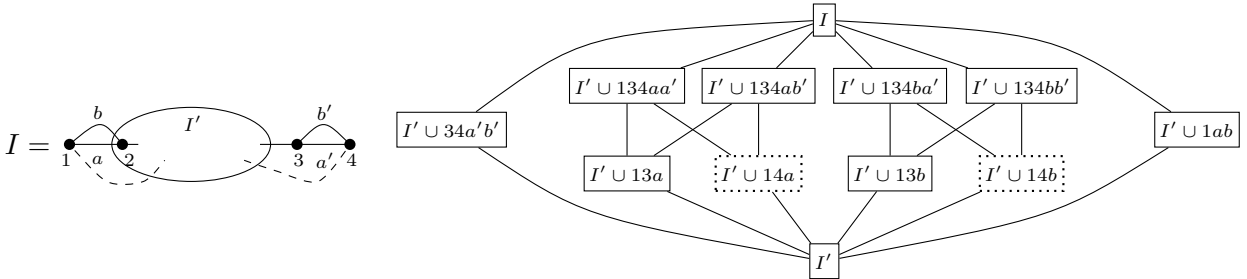 I
I' ∪ 134aa' I' ∪ 134ab' I' ∪ 134ba' I' ∪ 134bb'
b I' b'
I' ∪ 34a'b' I' ∪ 1ab
I =
1 a 2 3 a' 4
I' ∪ 13a I' ∪ 14a I' ∪ 13b I' ∪ 14b
I'